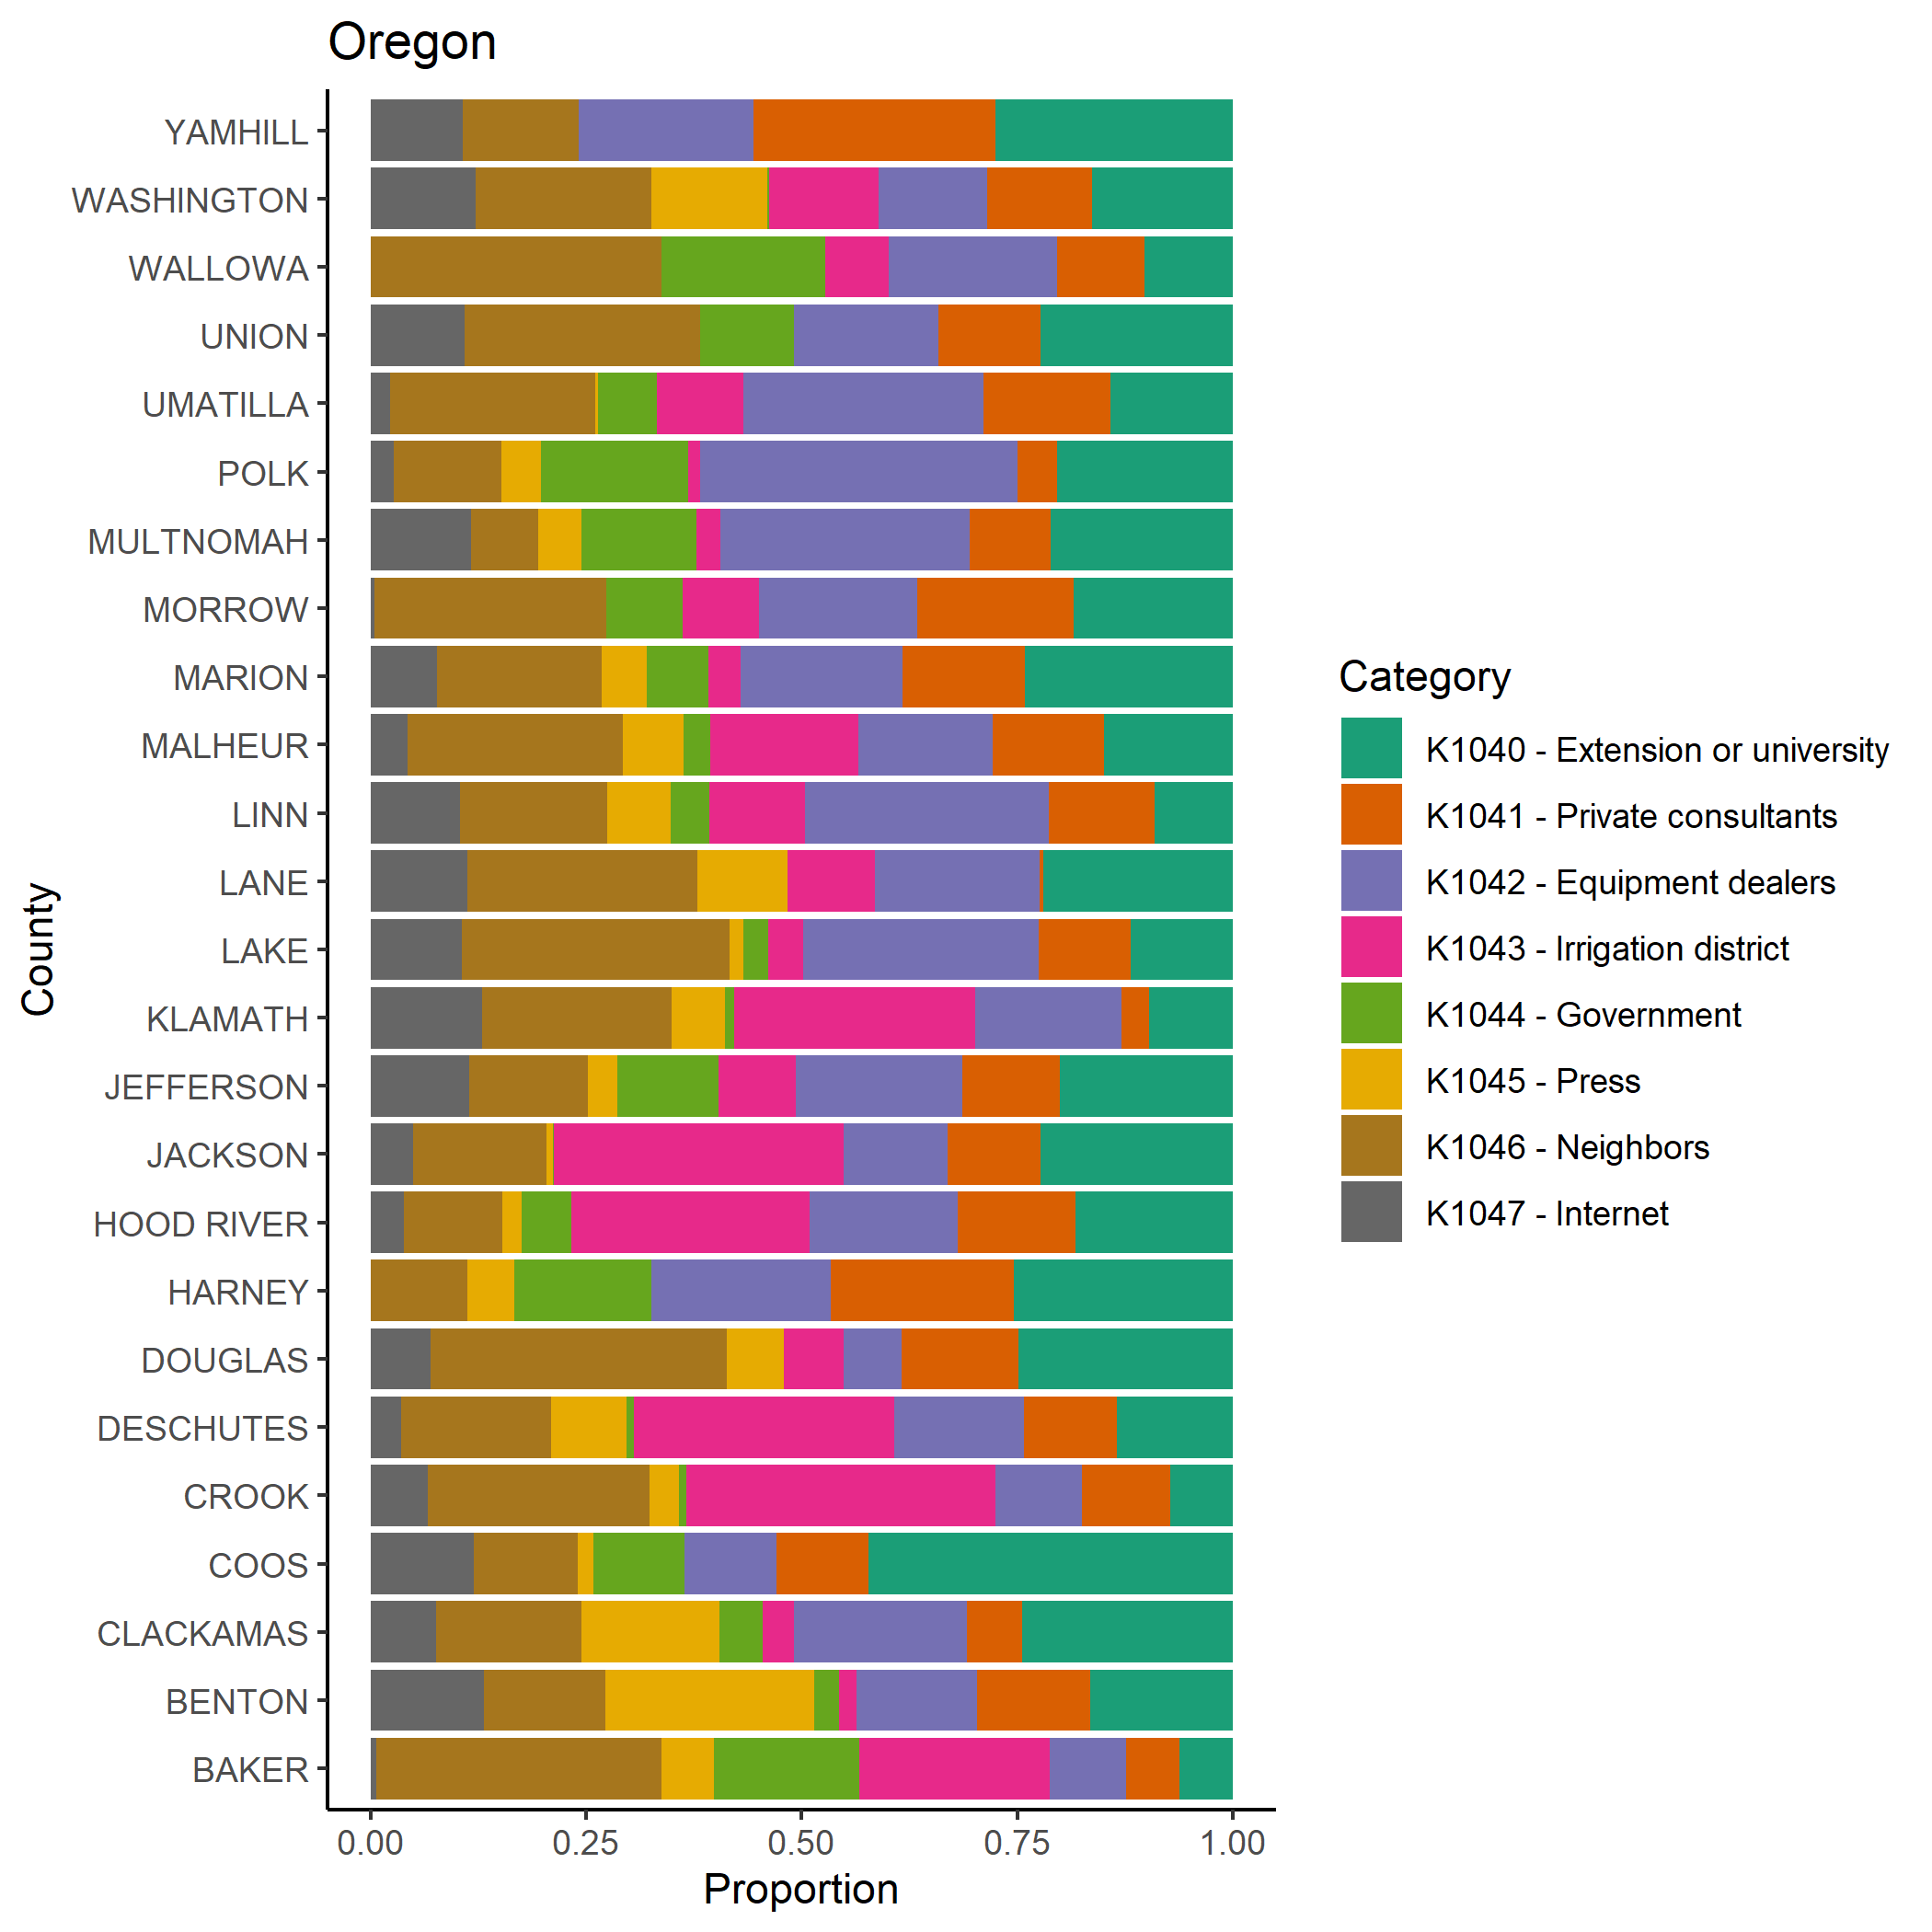 Oregon
YAMHILL
WASHINGTON
WALLOWA
UNION
UMATILLA
POLK
MULTNOMAH
MORROW
MARION
MALHEUR
LINN
LANE
LAKE
KLAMATH
JEFFERSON
JACKSON
HOOD RIVER
HARNEY
DOUGLAS
DESCHUTES
CROOK
COOS
CLACKAMAS
BENTON
BAKER
County
0.00 0.25 0.50 0.75 1.00
Proportion
Category
K1040 - Extension or university
K1041 - Private consultants
K1042 - Equipment dealers
K1043 - Irrigation district
K1044 - Government
K1045 - Press
K1046 - Neighbors
K1047 - Internet